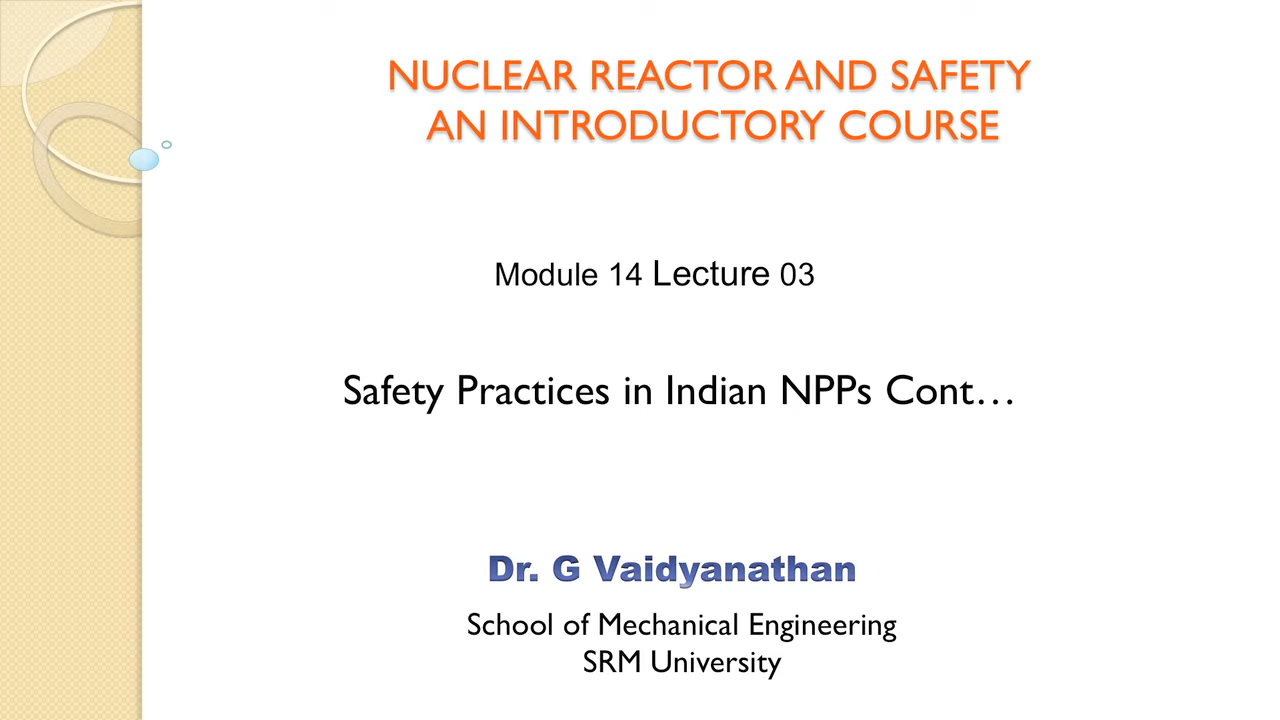 NUCLEAR REACTOR AND SAFETY
AN INTRODUCTORY COURSE
Module 14 Lecture 03
Safety Practices in Indian NPPs Cont…
Dr. G Vaidyanathan
School of Mechanical Engineering
SRM University